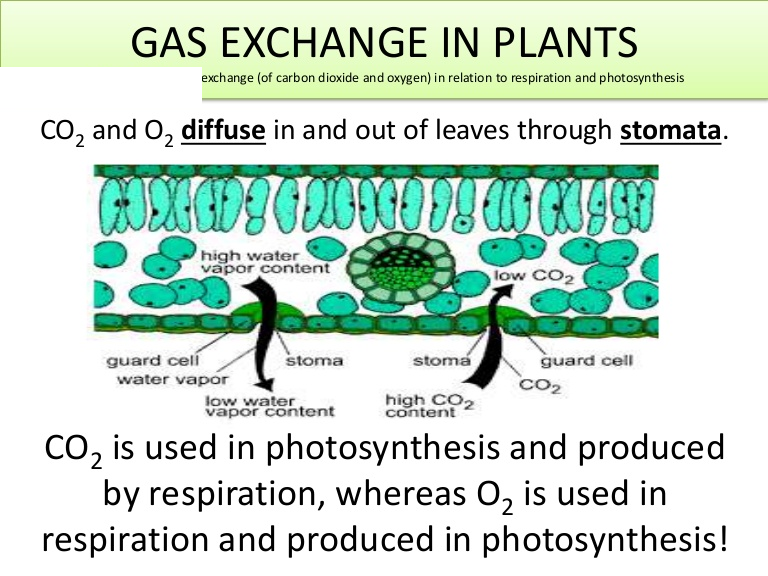 GAS EXCHANGE IN PLANTS
exchange (of carbon dioxide and oxygen) in relation to respiration and photosynthesis
CO₂ and O₂ diffuse in and out of leaves through stomata.
high water
vapor content
low CO₂
guard cell
stoma
stoma
guard cell
water vapor
CO₂
low water
vapor content
high CO₂
content
CO₂ is used in photosynthesis and produced
by respiration, whereas O₂ is used in
respiration and produced in photosynthesis!